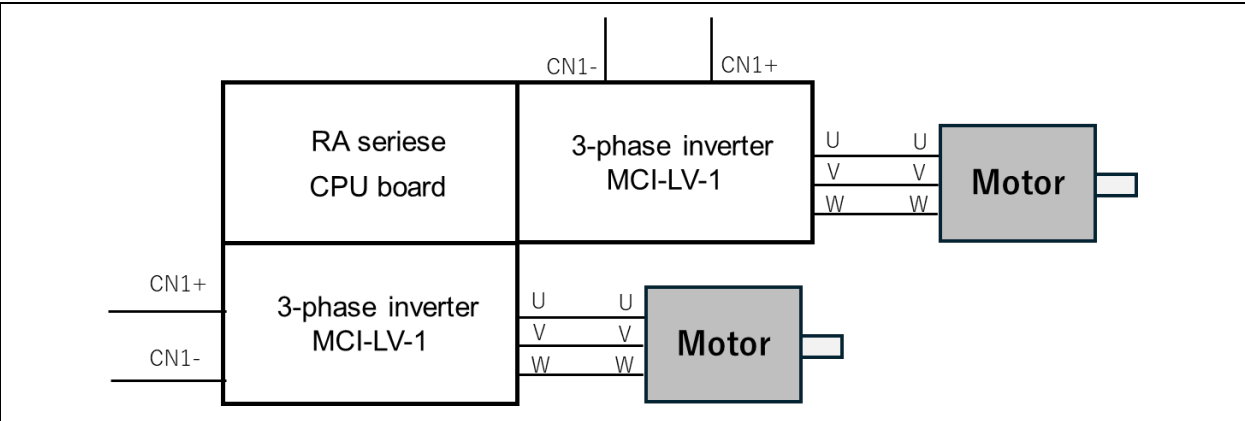 CN1-
CN1+
RA seriese
CPU board
3-phase inverter
MCI-LV-1
U
U
V
V
W
W
Motor
CN1+
CN1-
3-phase inverter
MCI-LV-1
U
U
V
V
W
W
Motor